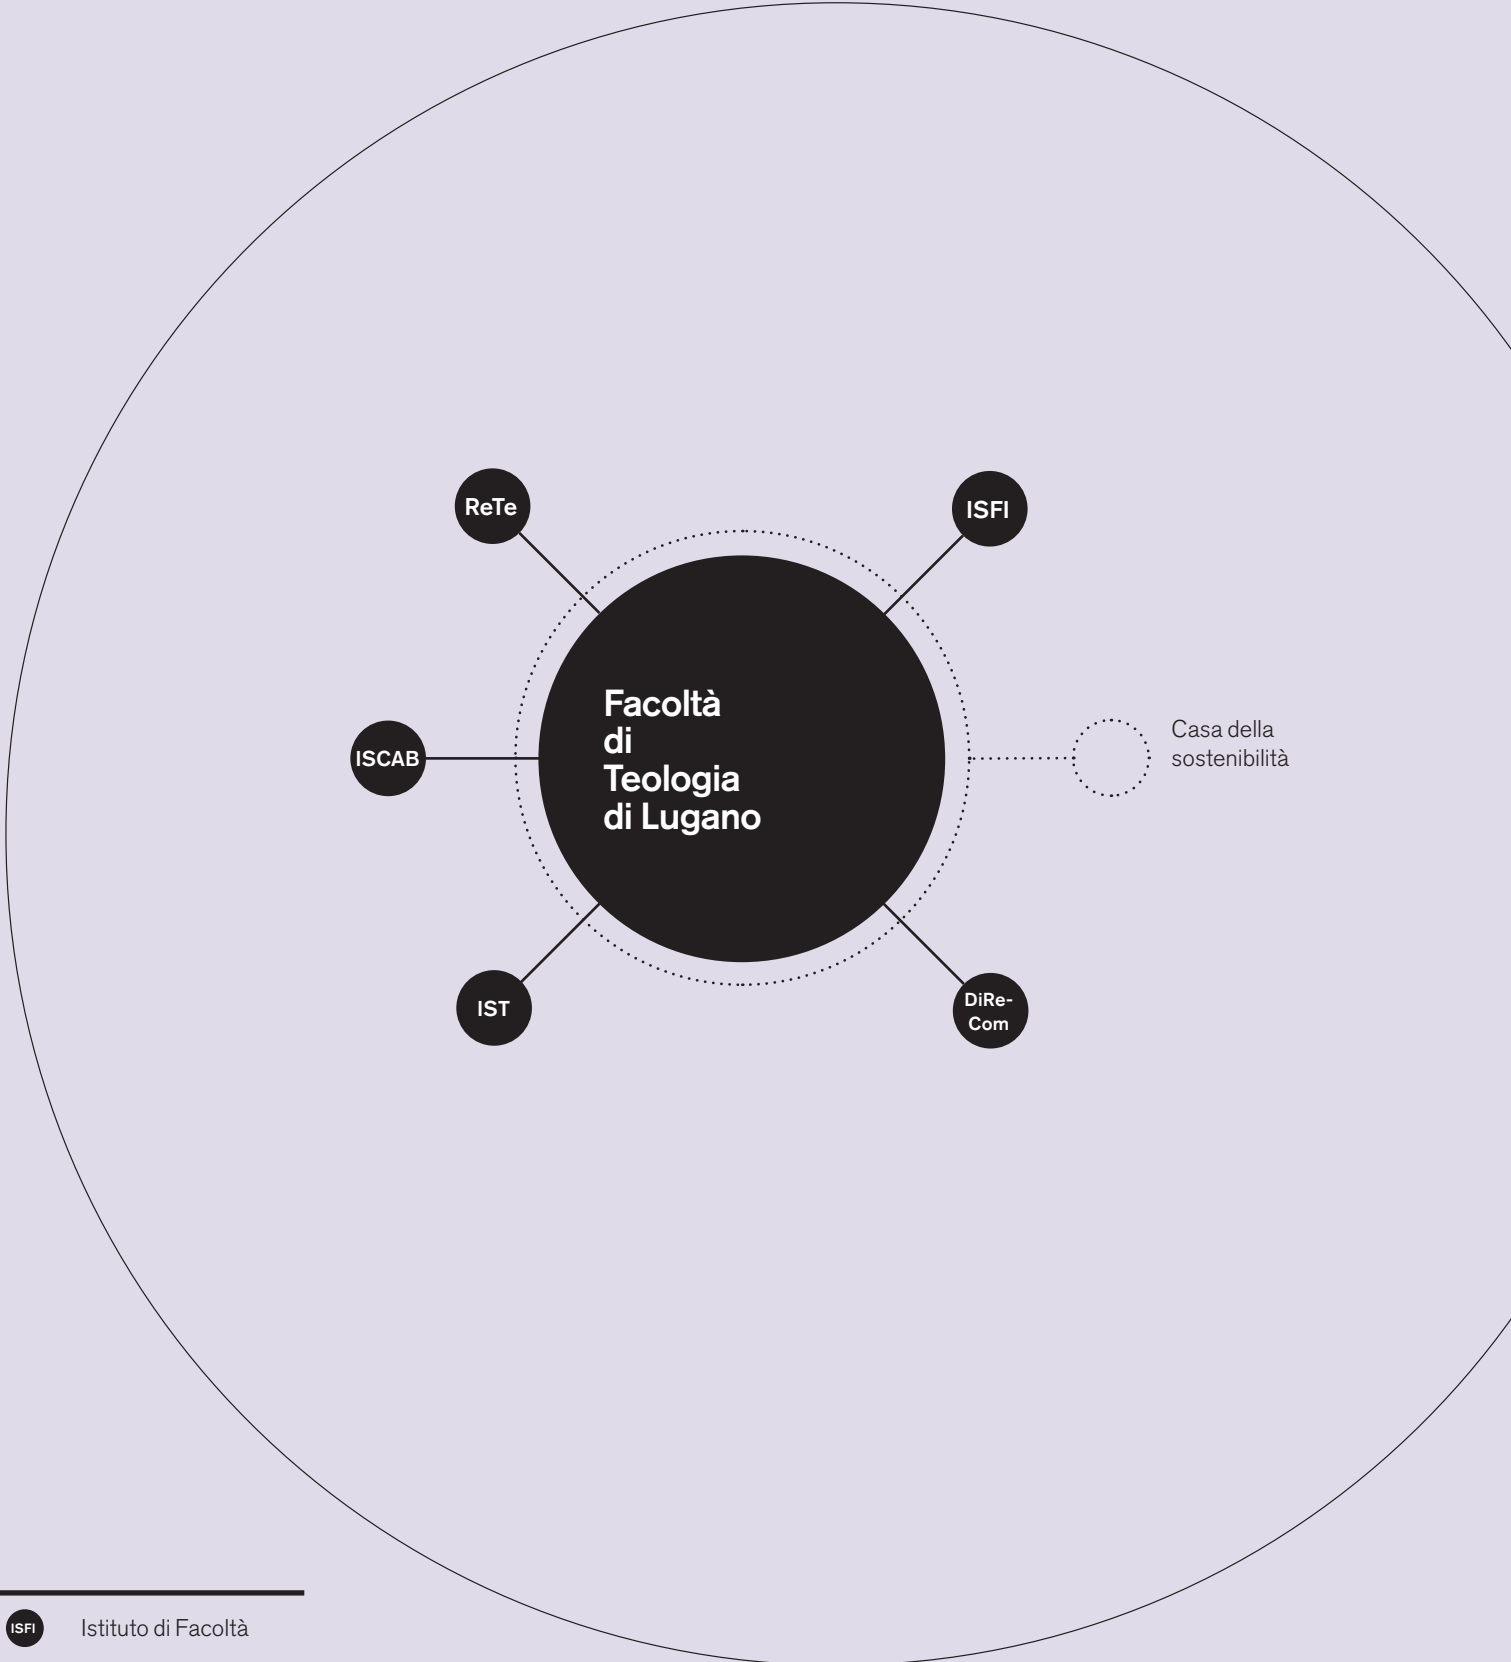 ReTe
ISFI
Facoltà
di
Teologia
di Lugano
Casa della
sostenibilità
ISCAB
IST
DiRe-
Com
ISFI
Istituto di Facoltà